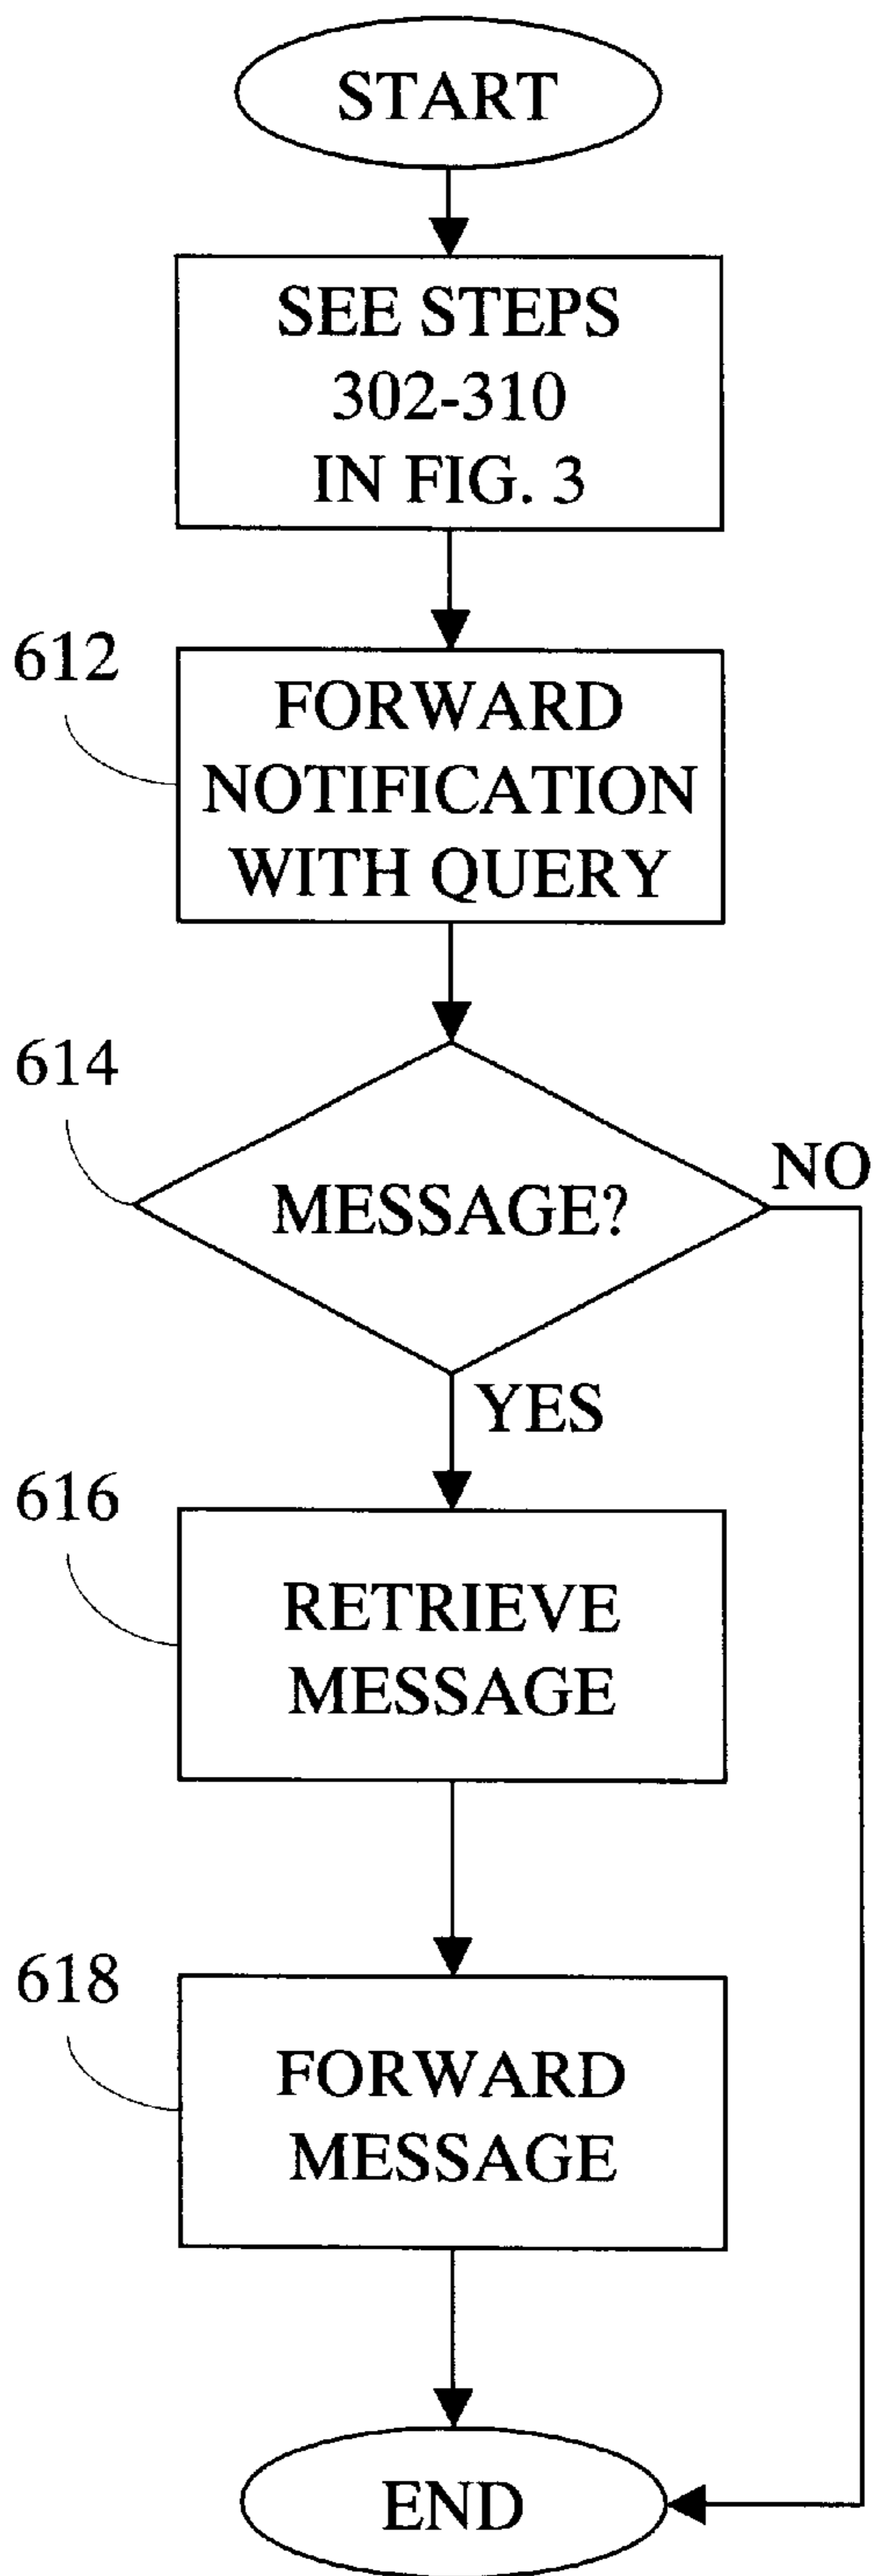 START
SEE STEPS
302-310
IN FIG. 3
612
FORWARD
NOTIFICATION
WITH QUERY
614
MESSAGE?
NO
YES
616
RETRIEVE
MESSAGE
618
FORWARD
MESSAGE
END